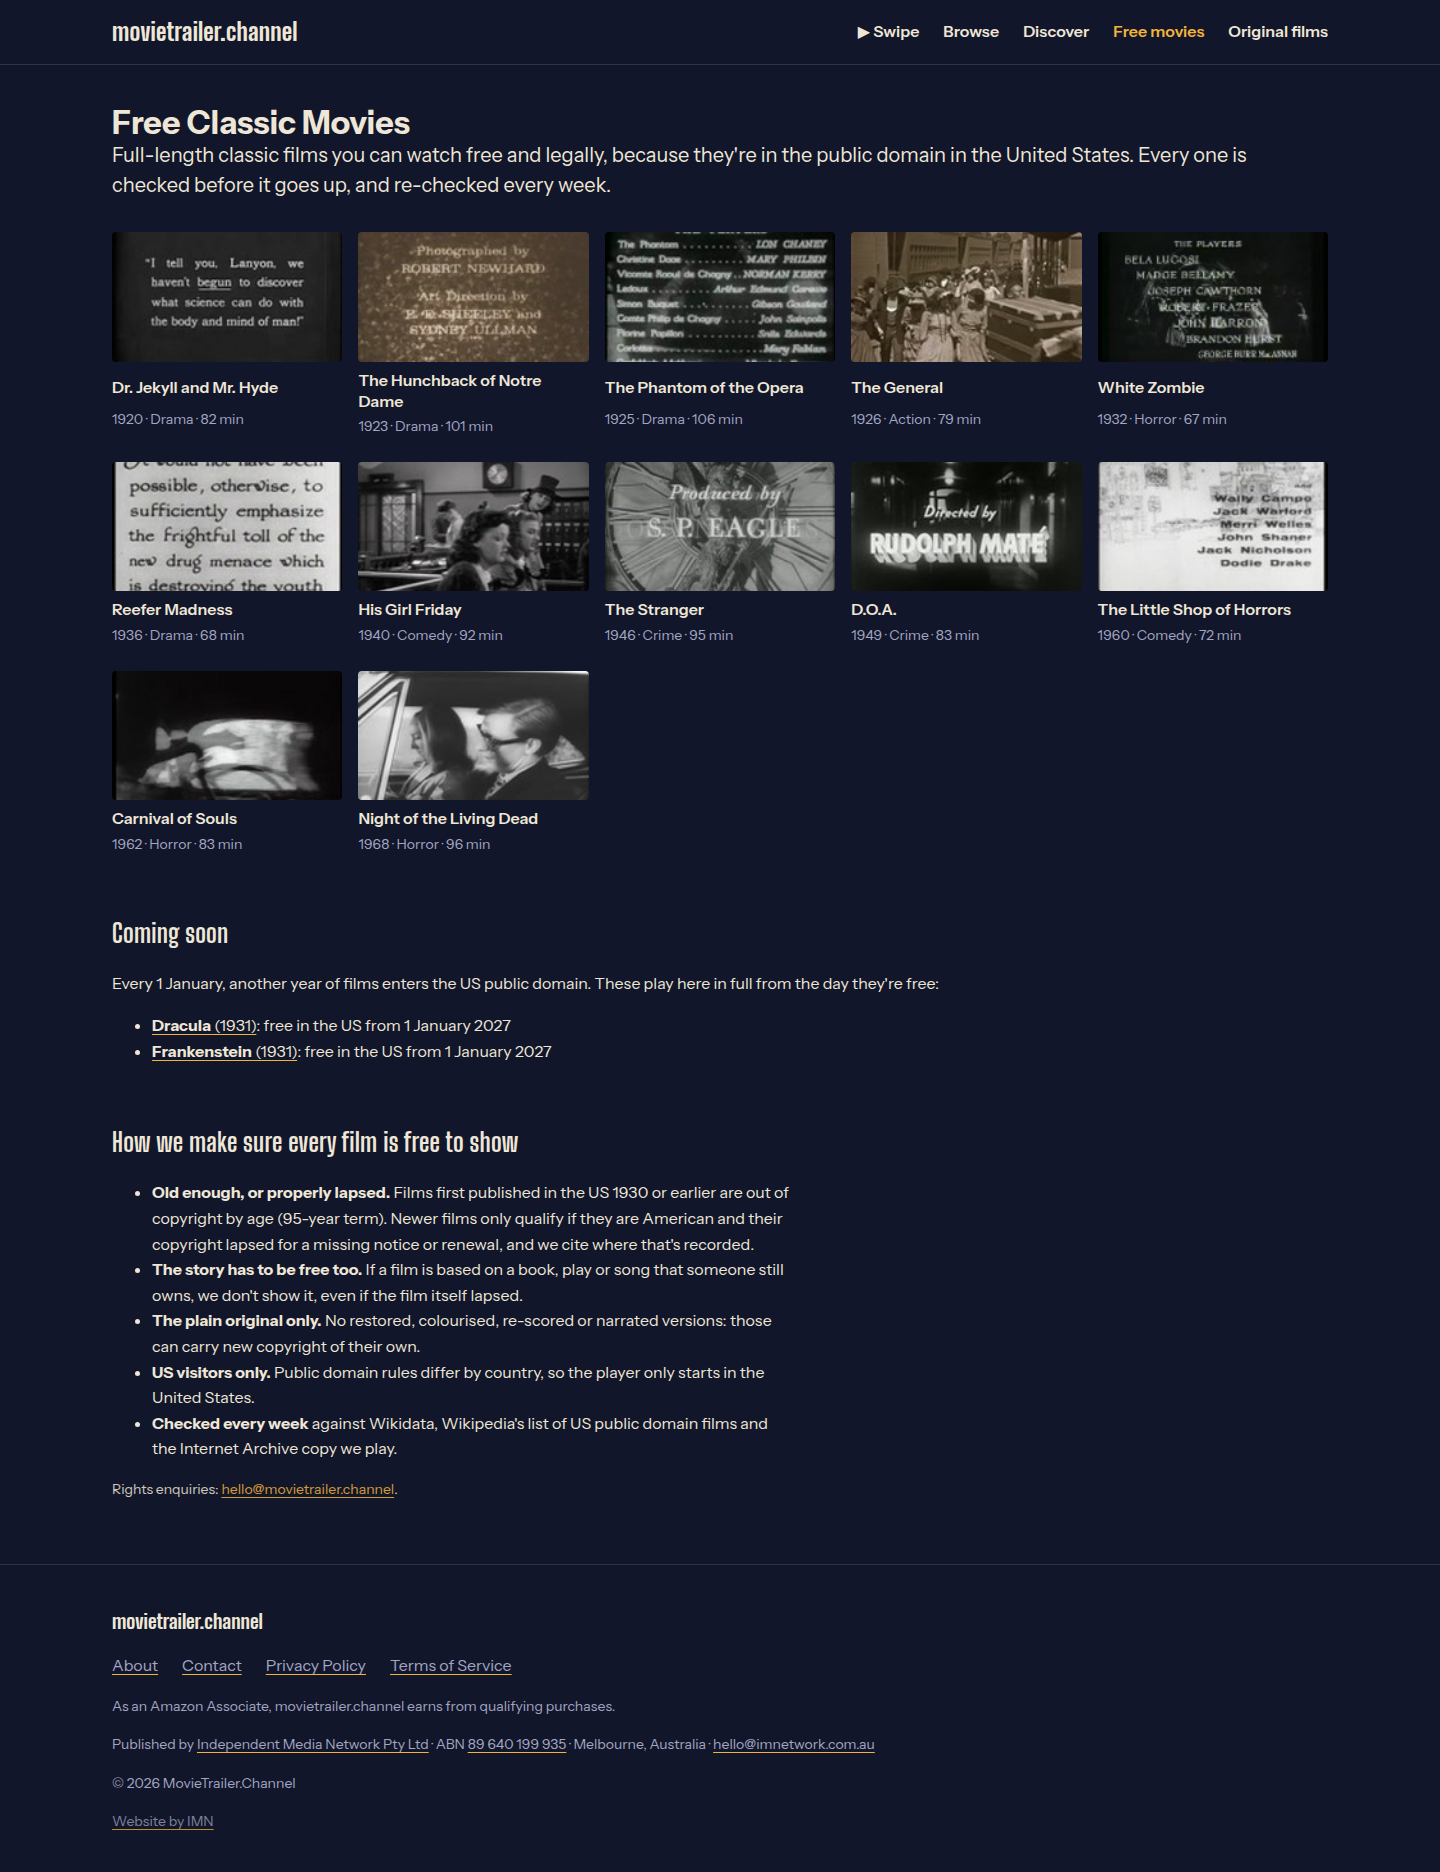 movietrailer.channel
▶ Swipe Browse Discover Free movies Original films
Free Classic Movies
Full-length classic films you can watch free and legally, because they're in the public domain in the United States. Every one is
checked before it goes up, and re-checked every week.
"I tell you, Lanyon, we
haven't begun to discover
what science can do with
the body and mind of man!"
Dr. Jekyll and Mr. Hyde
1920 · Drama · 82 min
Photographed by
ROBERT NEWHARD
Art Direction by
E. E. SHEELEY and
SYDNEY ULLMAN
The Hunchback of Notre
Dame
1923 · Drama · 101 min
The Phantom . . . . . . . . . . LON CHANEY
Christine Daae . . . . . . . . MARY PHILBIN
Vicomte Raoul de Chagny . . NORMAN KERRY
Ledoux . . . . . . Arthur Edmund Carewe
Simon Buquet . . . . . . . Gibson Gowland
Comte Philip de Chagny . . . . . John Sainpolis
Florine Papillon . . . . . . . Snitz Edwards
Carlotta . . . . . . . . . Mary Fabian
The Phantom of the Opera
1925 · Drama · 106 min
The General
1926 · Action · 79 min
THE PLAYERS
BELA LUGOSI
MADGE BELLAMY
JOSEPH CAWTHORN
ROBERT FRAZER
JOHN HARRON
BRANDON HURST
GEORGE BURR MacANNAN
White Zombie
1932 · Horror · 67 min
It would not have been
possible, otherwise, to
sufficiently emphasize
the frightful toll of the
new drug menace which
is destroying the youth
Reefer Madness
1936 · Drama · 68 min
His Girl Friday
1940 · Comedy · 92 min
Produced by
S. P. EAGLE
The Stranger
1946 · Crime · 95 min
Directed by
RUDOLPH MATÉ
D.O.A.
1949 · Crime · 83 min
Wally Campo
Jack Warford
Merri Welles
John Shaner
Jack Nicholson
Dodie Drake
The Little Shop of Horrors
1960 · Comedy · 72 min
Carnival of Souls
1962 · Horror · 83 min
Night of the Living Dead
1968 · Horror · 96 min
Coming soon
Every 1 January, another year of films enters the US public domain. These play here in full from the day they're free:
• Dracula (1931): free in the US from 1 January 2027
• Frankenstein (1931): free in the US from 1 January 2027
How we make sure every film is free to show
• Old enough, or properly lapsed. Films first published in the US 1930 or earlier are out of
copyright by age (95-year term). Newer films only qualify if they are American and their
copyright lapsed for a missing notice or renewal, and we cite where that's recorded.
• The story has to be free too. If a film is based on a book, play or song that someone still
owns, we don't show it, even if the film itself lapsed.
• The plain original only. No restored, colourised, re-scored or narrated versions: those
can carry new copyright of their own.
• US visitors only. Public domain rules differ by country, so the player only starts in the
United States.
• Checked every week against Wikidata, Wikipedia's list of US public domain films and
the Internet Archive copy we play.
Rights enquiries: hello@movietrailer.channel.
movietrailer.channel
About Contact Privacy Policy Terms of Service
As an Amazon Associate, movietrailer.channel earns from qualifying purchases.
Published by Independent Media Network Pty Ltd · ABN 89 640 199 935 · Melbourne, Australia · hello@imnetwork.com.au
© 2026 MovieTrailer.Channel
Website by IMN